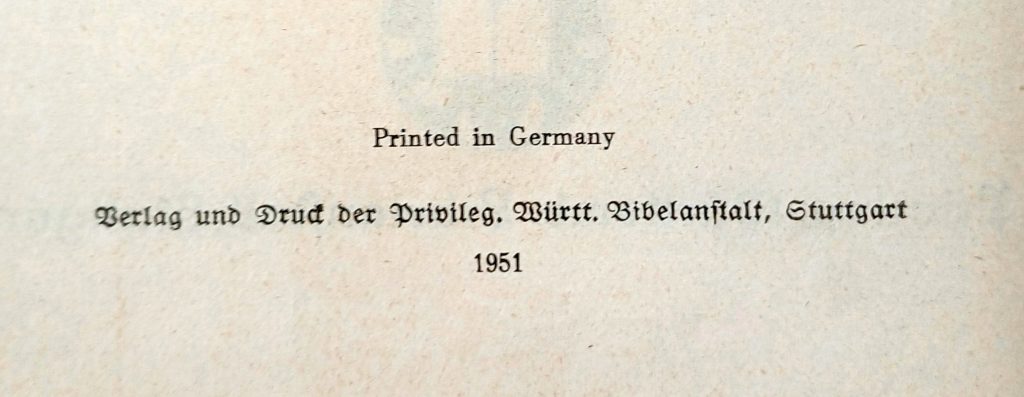 Printed in Germany
Verlag und Druck der Privileg. Württ. Bibelanſtalt, Stuttgart
1951